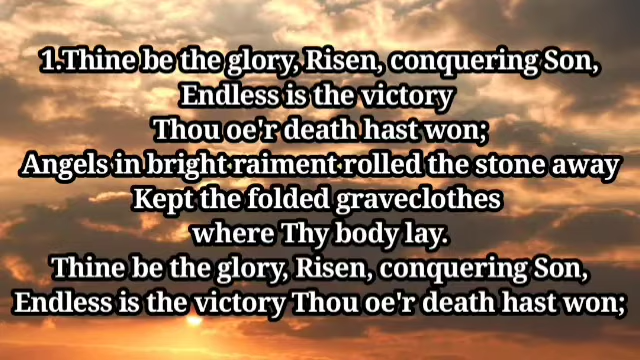 1.Thine be the glory, Risen, conquering Son,
Endless is the victory
Thou oe'r death hast won;
Angels in bright raiment rolled the stone away
Kept the folded graveclothes
where Thy body lay.
Thine be the glory, Risen, conquering Son,
Endless is the victory Thou oe'r death hast won;